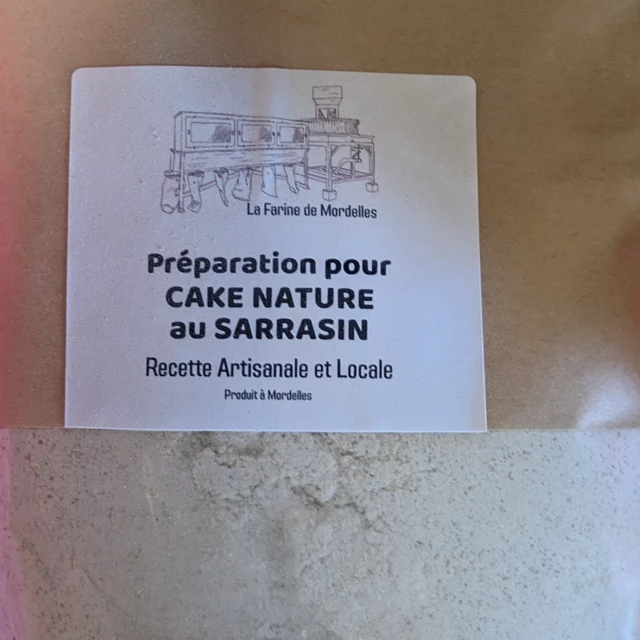 La Farine de Mordelles
Préparation pour
CAKE NATURE
au SARRASIN
Recette Artisanale et Locale
Produit à Mordelles